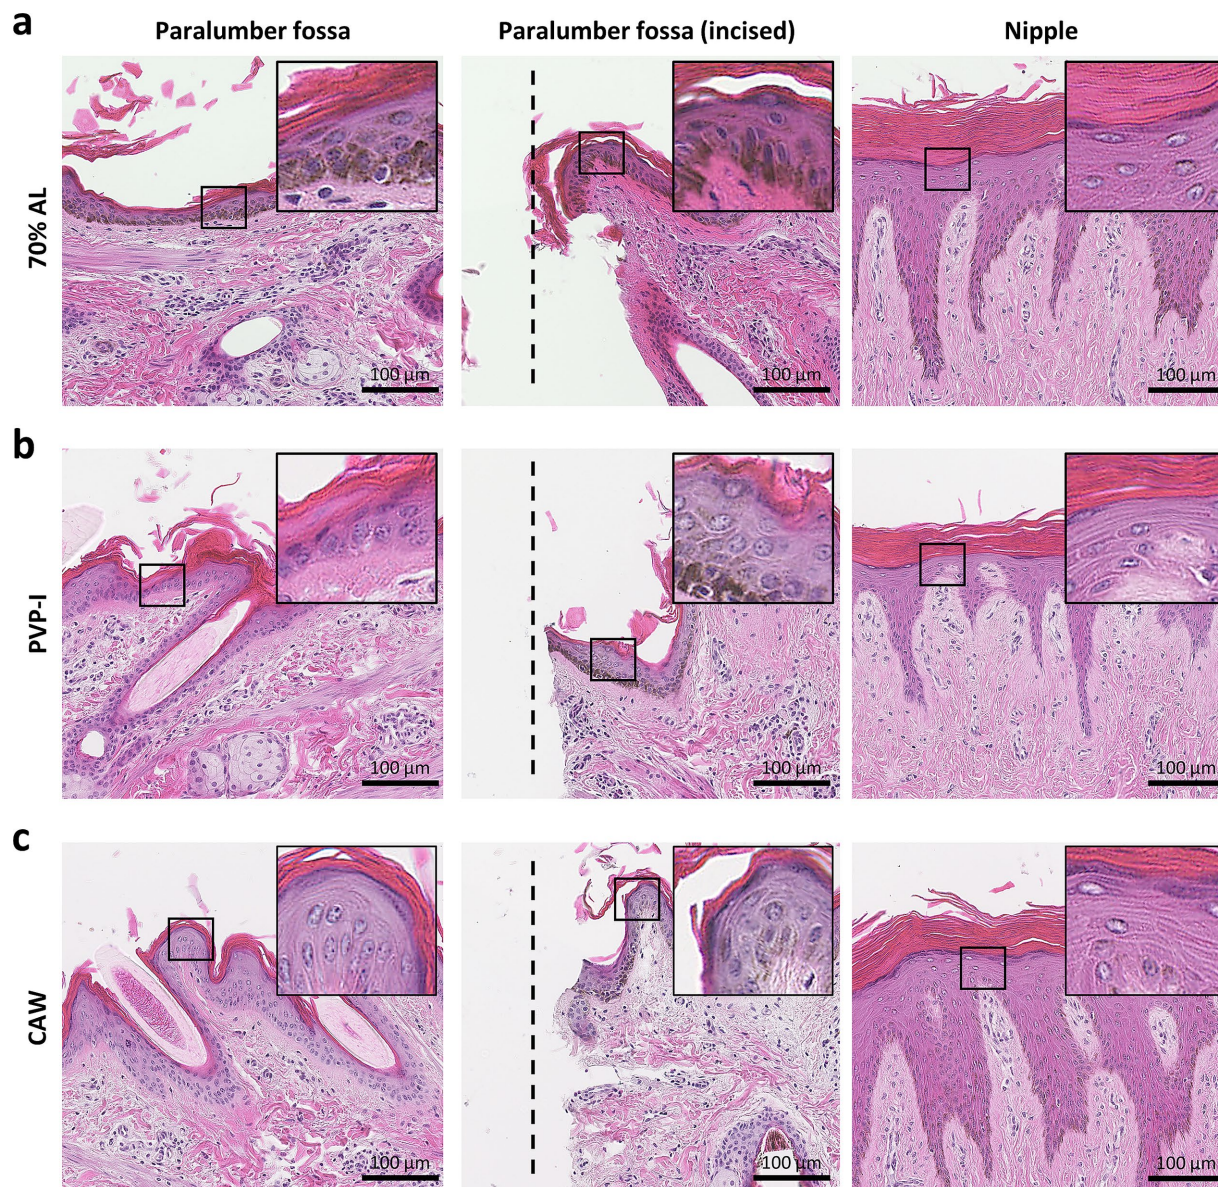 a
Paralumber fossa
Paralumber fossa (incised)
Nipple
70% AL
100 µm
100 µm
100 µm
b
PVP-I
100 µm
100 µm
100 µm
c
CAW
100 µm
100 µm
100 µm